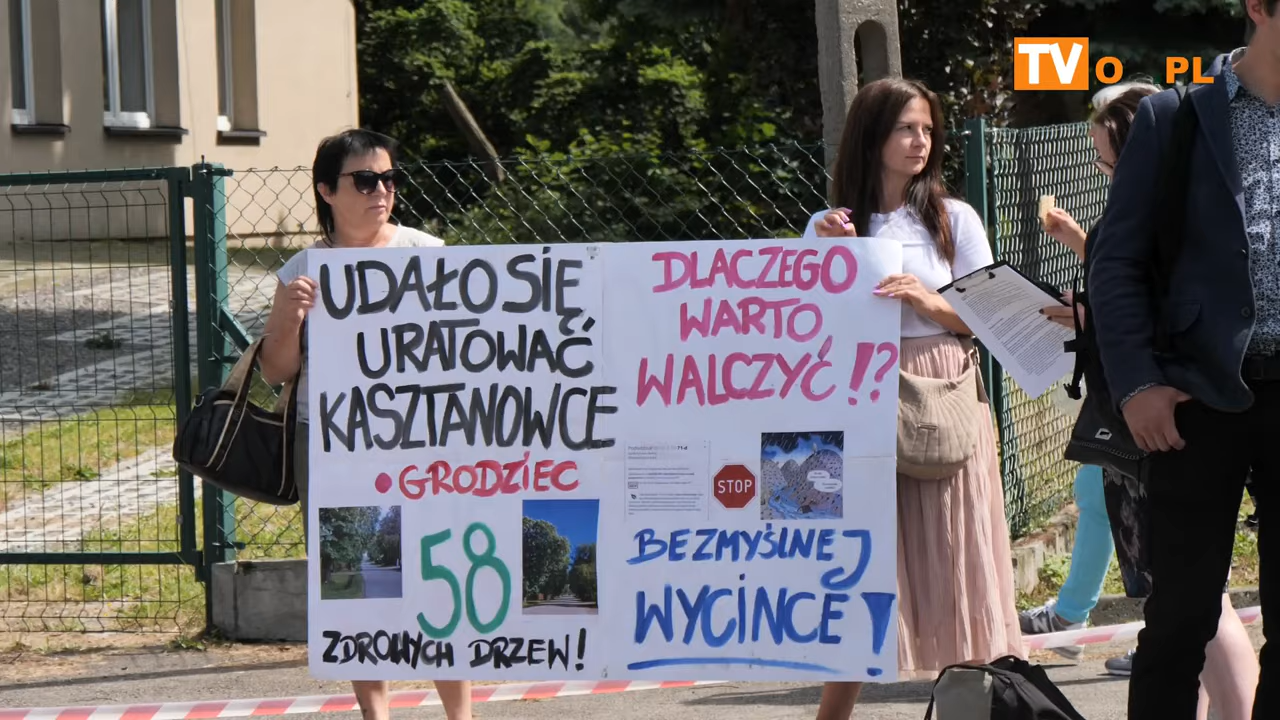 TVO PL
UDAŁO SIĘ
URATOWAĆ
KASZTANOWCE
• GRODZIEC
58
ZDROWYCH DRZEW!
DLACZEGO
WARTO
WALCZYĆ!?
STOP
BEZMYŚLNEJ
WYCINCE!